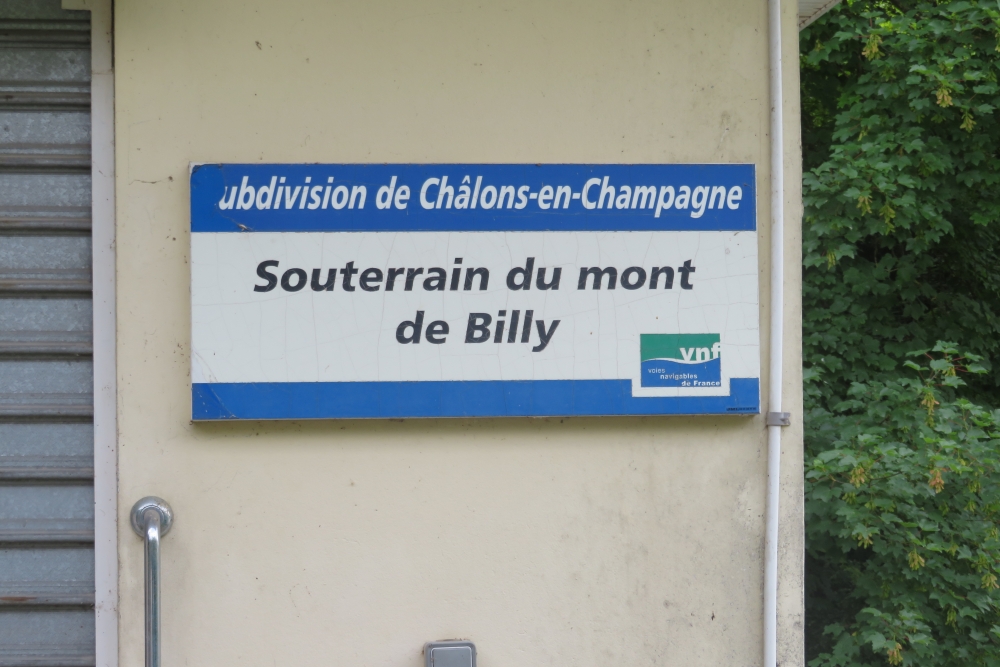 ubdivision de Châlons-en-Champagne
Souterrain du mont
de Billy
vnf
voies
navigables
de France